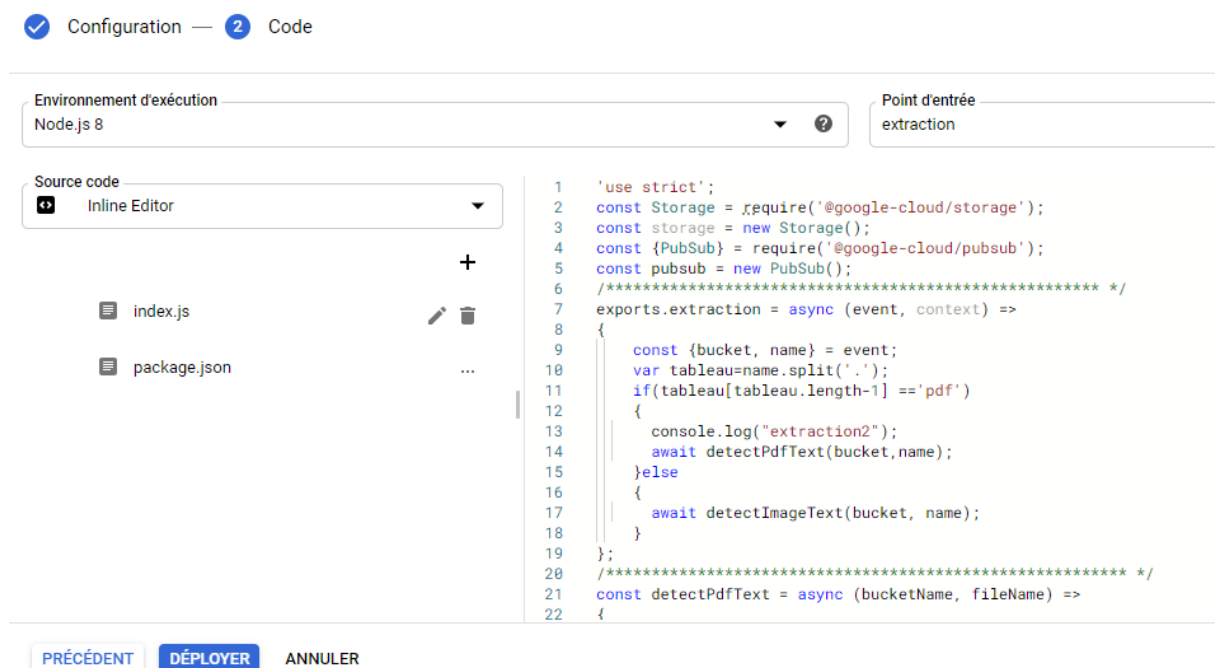 Configuration — 2 Code
Environnement d'exécution
Node.js 8
Point d'entrée
extraction
Source code
Inline Editor
index.js
package.json
...
1 'use strict';
2 const Storage = require('@google-cloud/storage');
3 const storage = new Storage();
4 const {PubSub} = require('@google-cloud/pubsub');
5 const pubsub = new PubSub();
6 /****************************************************** */
7 exports.extraction = async (event, context) =>
8 {
9 const {bucket, name} = event;
10 var tableau=name.split('.');
11 if(tableau[tableau.length-1] =='pdf')
12 {
13 console.log("extraction2");
14 await detectPdfText(bucket,name);
15 }else
16 {
17 await detectImageText(bucket, name);
18 }
19 };
20 /********************************************************* */
21 const detectPdfText = async (bucketName, fileName) =>
22 {
PRÉCÉDENT DÉPLOYER ANNULER